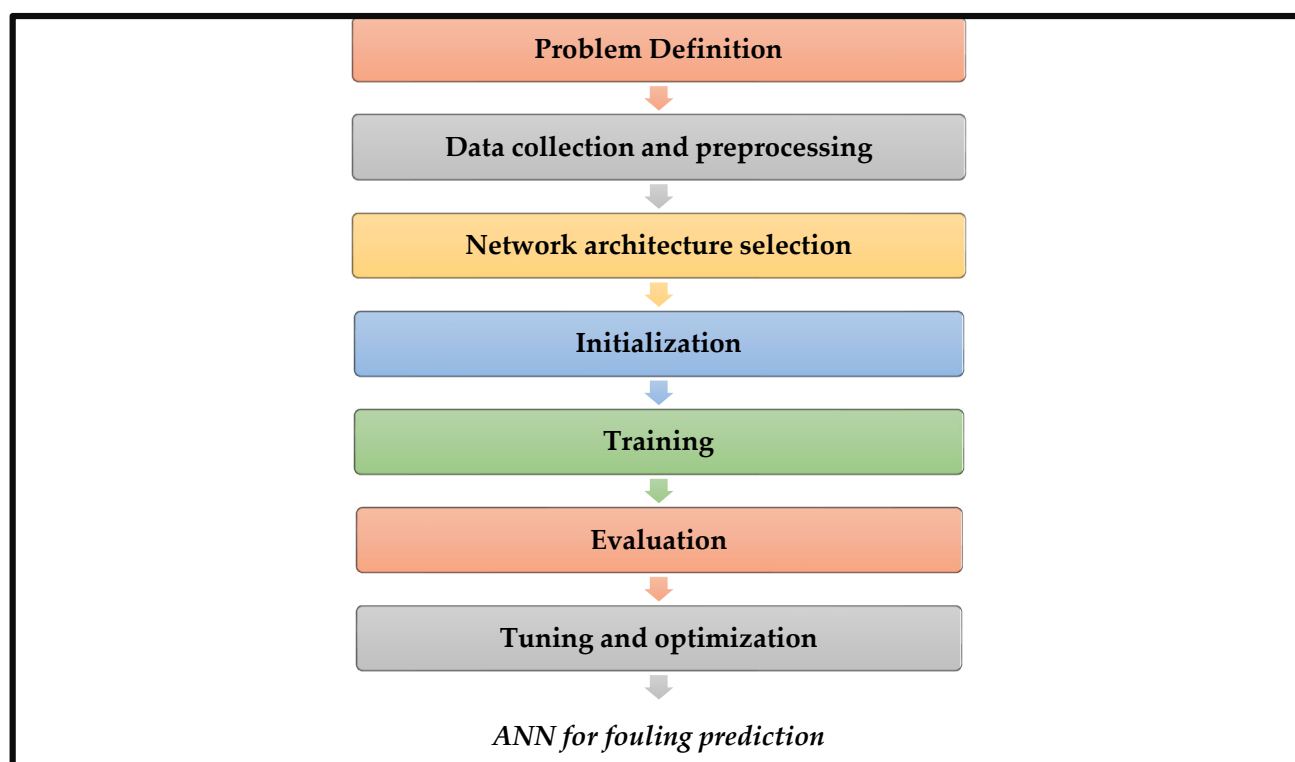 Problem Definition
Data collection and preprocessing
Network architecture selection
Initialization
Training
Evaluation
Tuning and optimization
ANN for fouling prediction